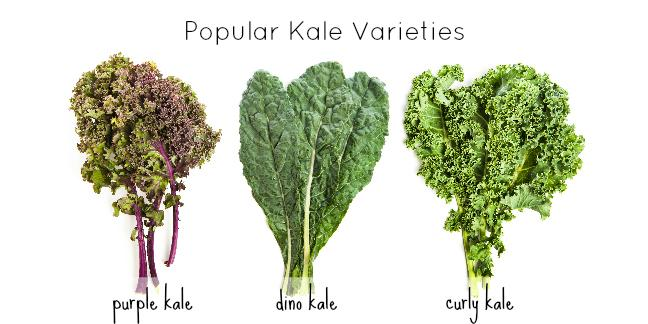 Popular Kale Varieties
purple kale
dino kale
curly kale